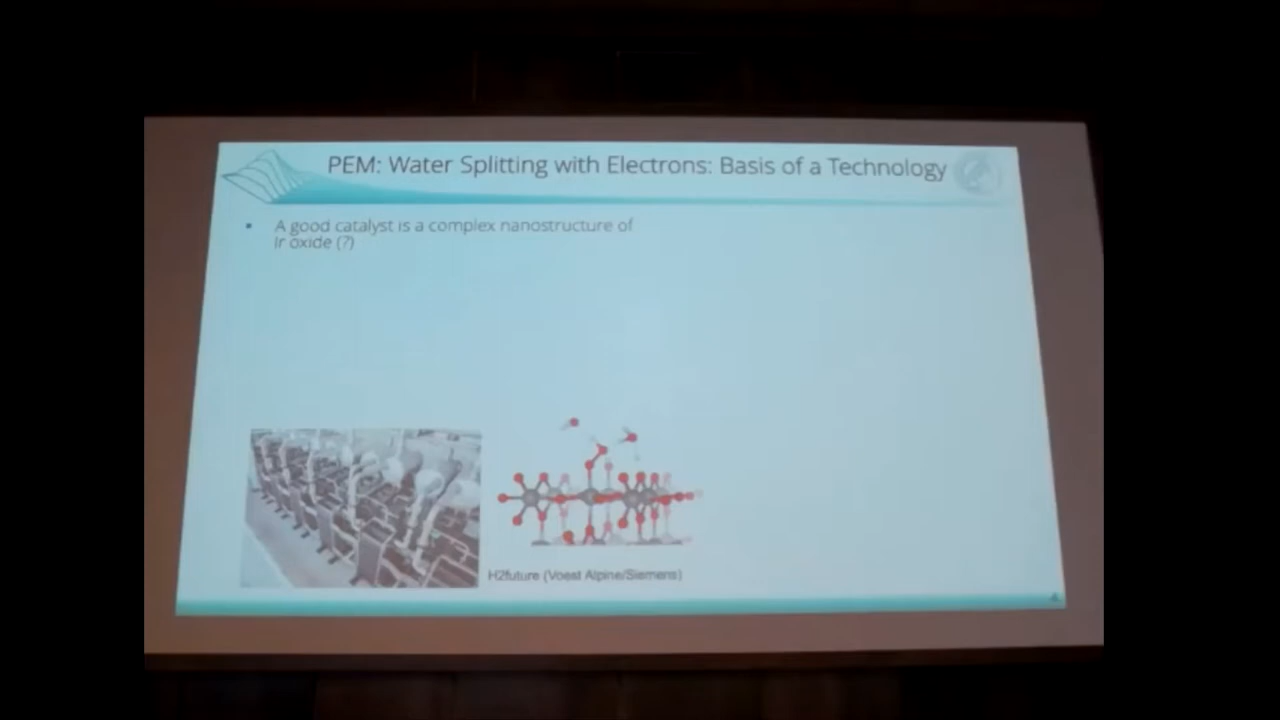 PEM: Water Splitting with Electrons: Basis of a Technology
A good catalyst is a complex nanostructure of
Ir oxide (?)
H2future (Voest Alpine/Siemens)